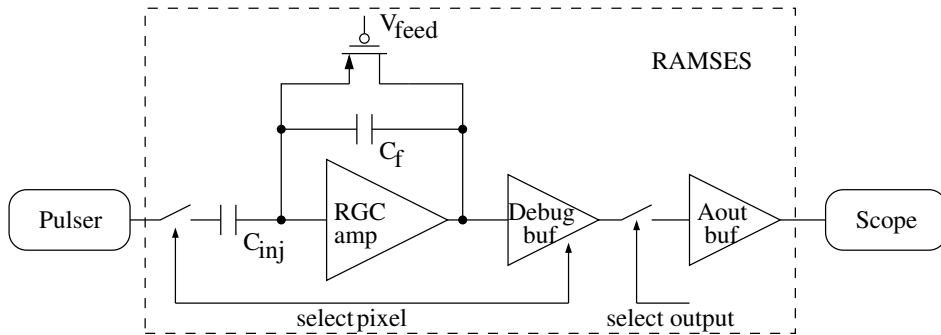 V_feed
RAMSES
C_f
Pulser
C_inj
RGC
amp
Debug
buf
Aout
buf
Scope
select pixel
select output